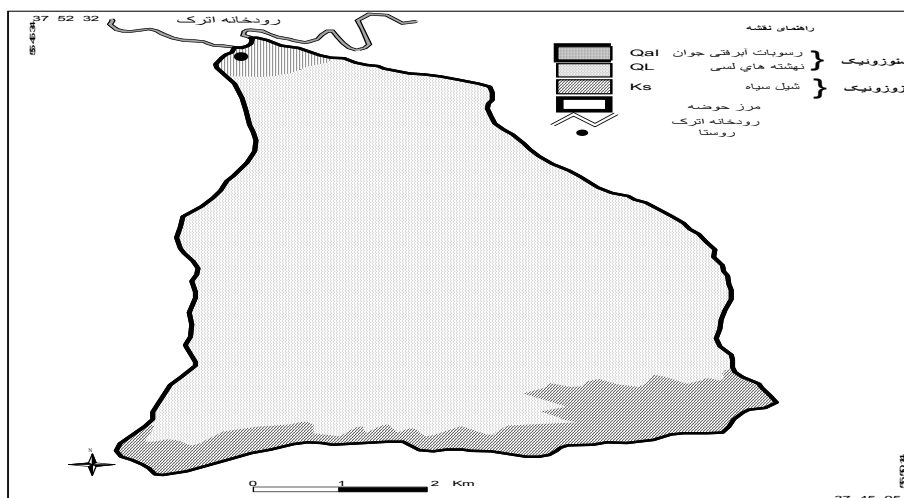 37 52 32
رودخانه اترک
راهنمای نقشه
Qal رسوبات آبرفتی جوان
QL نهشته هاي لسی
Ks شیل سیاه
مرز حوضه
رودخانه اترک
روستا
N
0 1 2 Km